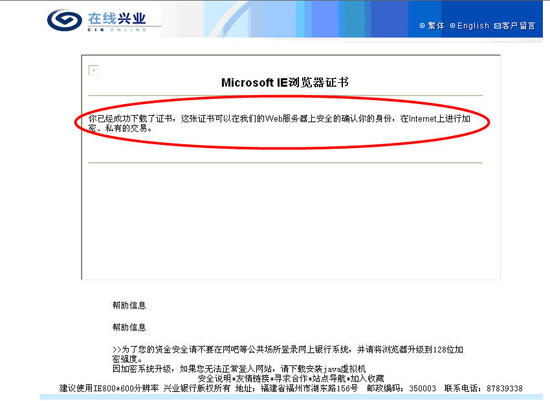 在线兴业
CIB ONLINE
繁体 English 客户留言
Microsoft IE浏览器证书
你已经成功下载了证书，这张证书可以在我们的Web服务器上安全的确认你的身份，在Internet上进行加
密、私有的交易。
帮助信息
帮助信息
>>为了您的资金安全请不要在网吧等公共场所登录网上银行系统，并请将浏览器升级到128位加
密强度。
因加密系统升级，如果您无法正常登入网站，请下载安装java虚拟机
安全说明*友情链接*寻求合作*站点导航*加入收藏
建议使用IE800*600分辨率 兴业银行版权所有 地址：福建省福州市湖东路156号 邮政编码：350003 联系电话：87839338